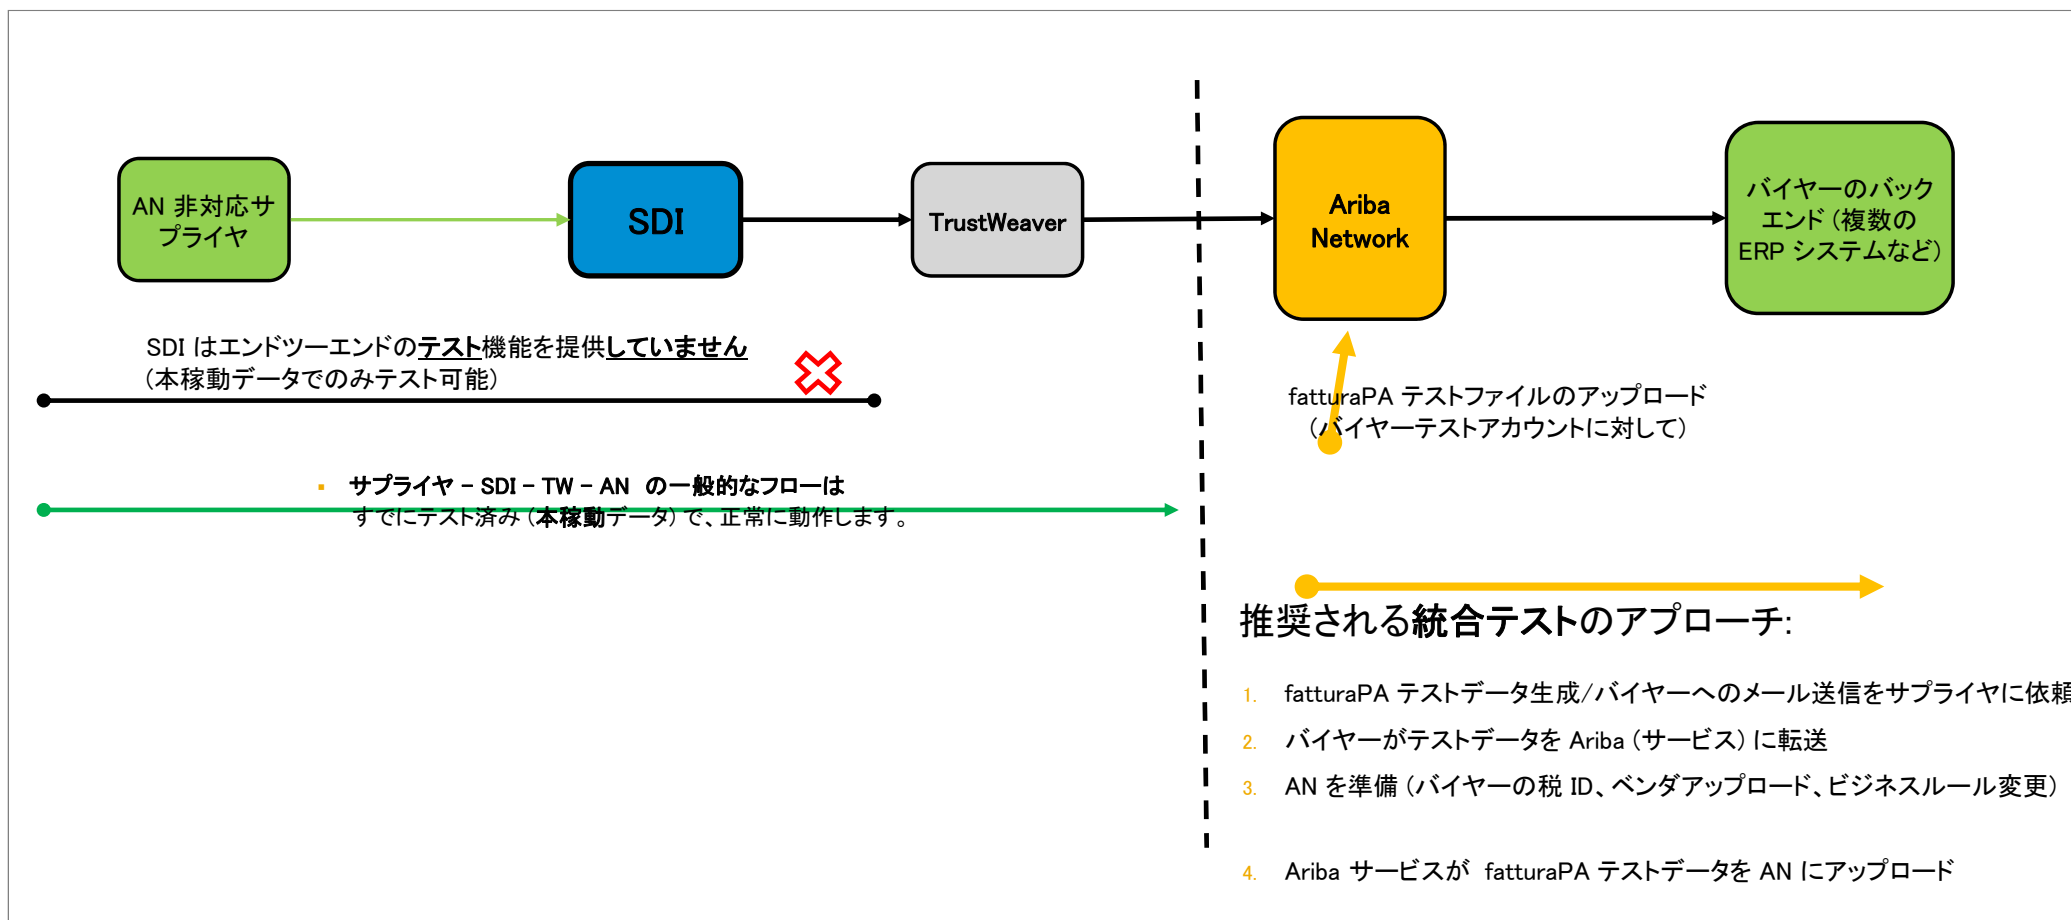 AN 非対応サ
プライヤ
SDI
TrustWeaver
Ariba
Network
バイヤーのバック
エンド (複数の
ERP システムなど)
SDI はエンドツーエンドのテスト機能を提供していません
(本稼動データでのみテスト可能)
fatturaPA テストファイルのアップロード
(バイヤーテストアカウントに対して)
▪ サプライヤ – SDI – TW – AN の一般的なフローは
すでにテスト済み (本稼動データ) で、正常に動作します。
推奨される統合テストのアプローチ:
1. fatturaPA テストデータ生成/バイヤーへのメール送信をサプライヤに依頼
2. バイヤーがテストデータを Ariba (サービス) に転送
3. AN を準備 (バイヤーの税 ID、ベンダアップロード、ビジネスルール変更)
4. Ariba サービスが fatturaPA テストデータを AN にアップロード